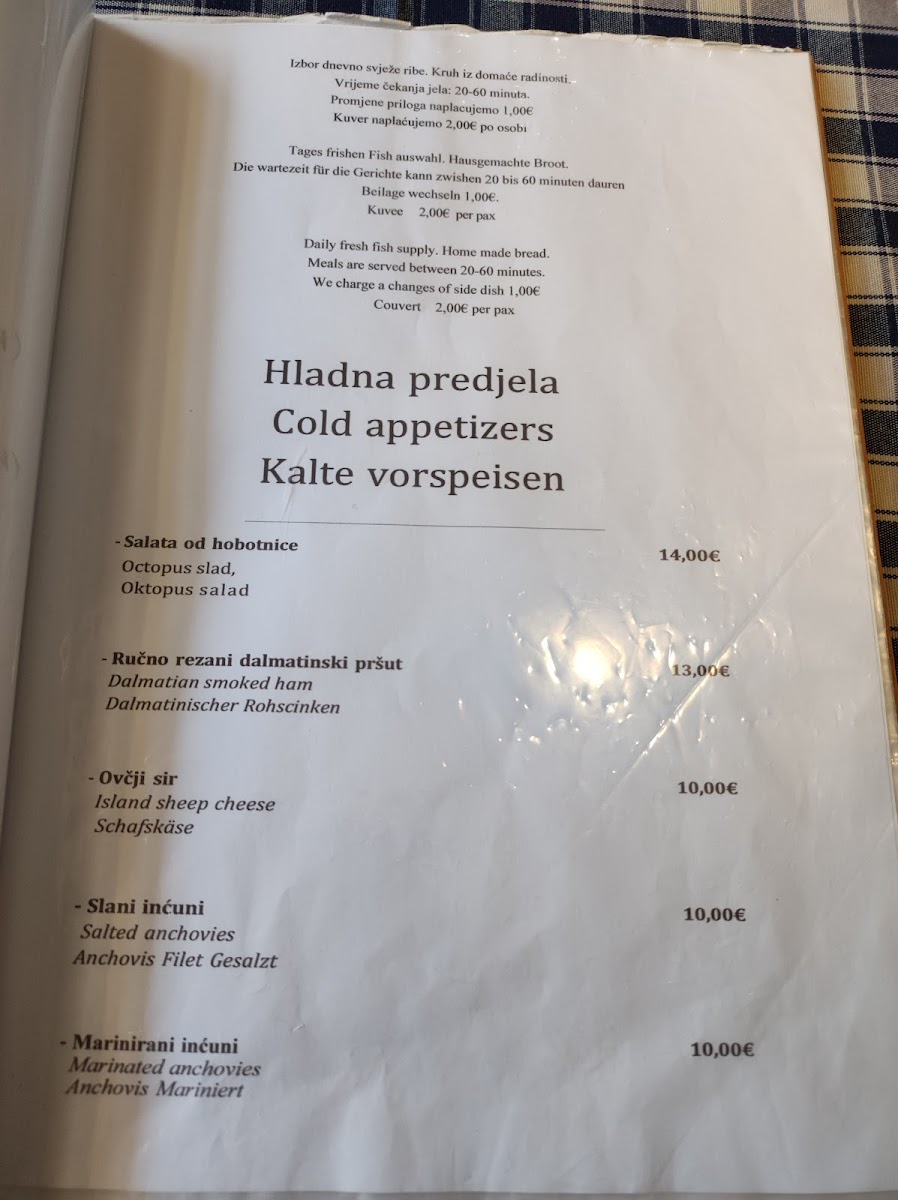 Izbor dnevno svježe ribe. Kruh iz domaće radinosti.
Vrijeme čekanja jela: 20-60 minuta.
Promjene priloga naplacujemo 1,00€
Kuver naplaćujemo 2,00€ po osobi
Tages frishen Fish auswahl. Hausgemachte Broot.
Die wartezeit für die Gerichte kann zwishen 20 bis 60 minuten dauren
Beilage wechseln 1,00€.
Kuvee 2,00€ per pax
Daily fresh fish supply. Home made bread.
Meals are served between 20-60 minutes.
We charge a changes of side dish 1,00€
Couvert 2,00€ per pax
Hladna predjela
Cold appetizers
Kalte vorspeisen
- Salata od hobotnice 14,00€
Octopus slad,
Oktopus salad
- Ručno rezani dalmatinski pršut 13,00€
Dalmatian smoked ham
Dalmatinischer Rohscinken
- Ovčji sir 10,00€
Island sheep cheese
Schafskäse
- Slani inćuni 10,00€
Salted anchovies
Anchovis Filet Gesalzt
- Marinirani inćuni 10,00€
Marinated anchovies
Anchovis Mariniert